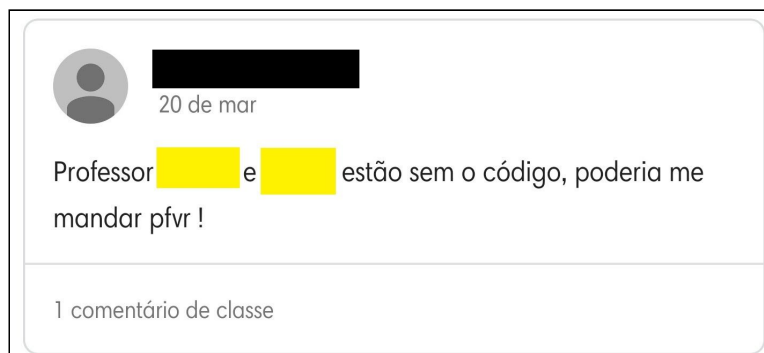 20 de mar
Professor e estão sem o código, poderia me
mandar pfvr !
1 comentário de classe